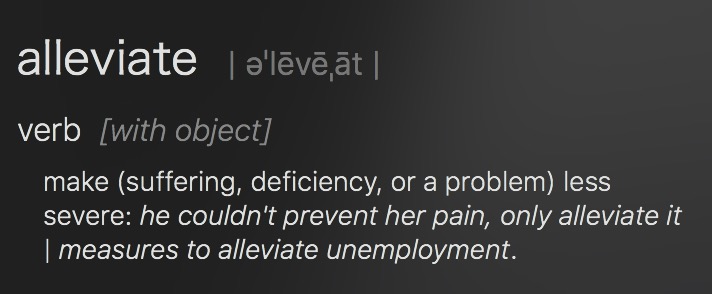 alleviate | əˈlēvēˌāt |
verb [with object]
make (suffering, deficiency, or a problem) less
severe: he couldn't prevent her pain, only alleviate it
| measures to alleviate unemployment.